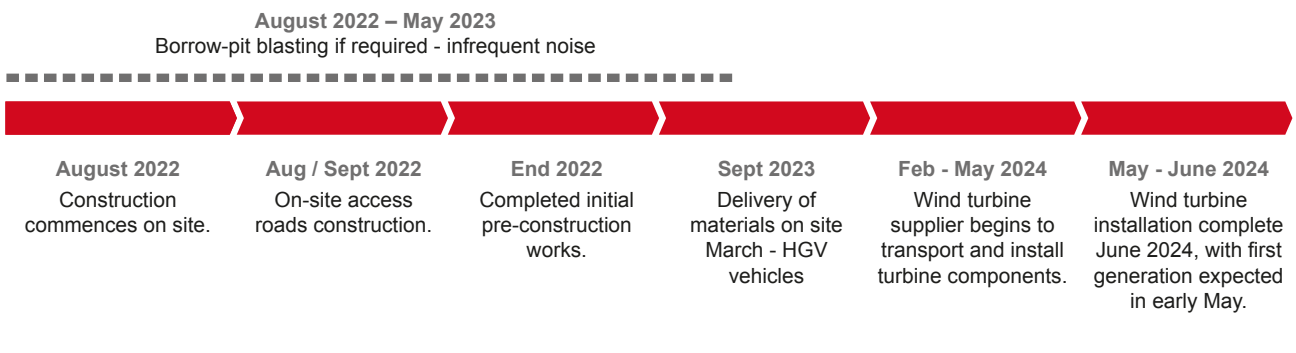 August 2022 – May 2023
Borrow-pit blasting if required - infrequent noise
August 2022
Construction
commences on site.
Aug / Sept 2022
On-site access
roads construction.
End 2022
Completed initial
pre-construction
works.
Sept 2023
Delivery of
materials on site
March - HGV
vehicles
Feb - May 2024
Wind turbine
supplier begins to
transport and install
turbine components.
May - June 2024
Wind turbine
installation complete
June 2024, with first
generation expected
in early May.